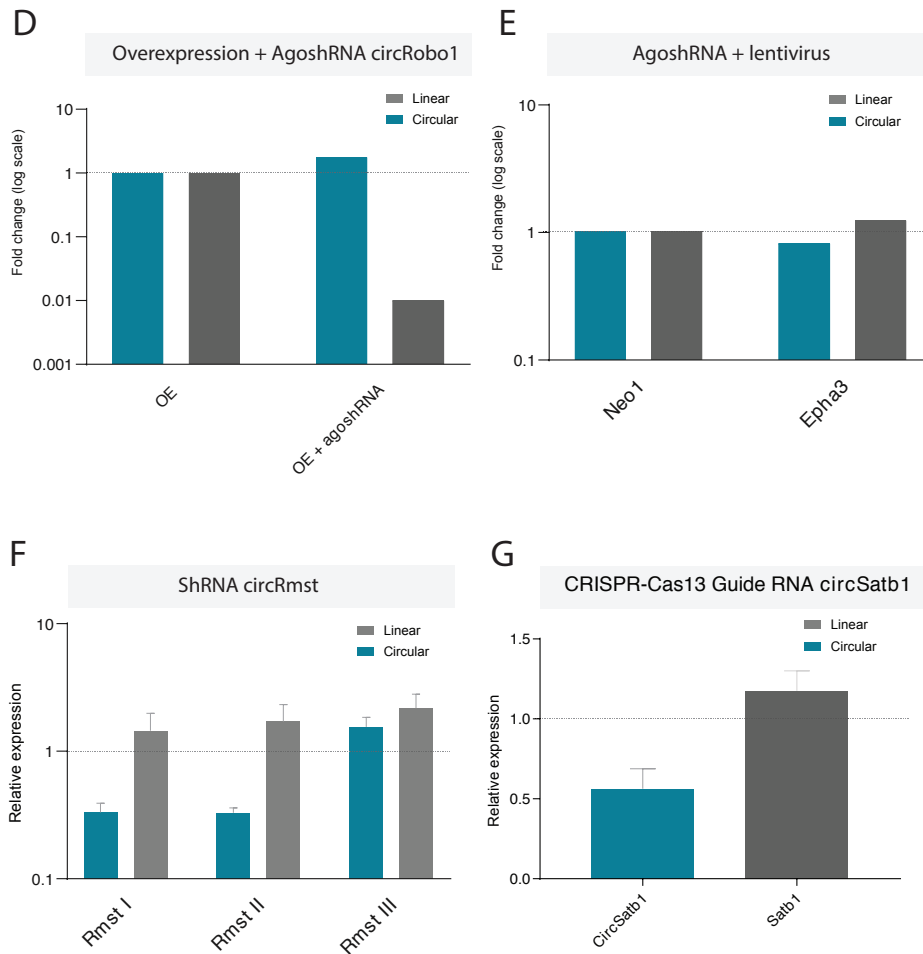 D
Overexpression + AgoshRNA circRobo1
Linear
Circular
Fold change (log scale)
10
1
0.1
0.01
0.001
OE
OE + agoshRNA
E
AgoshRNA + lentivirus
Linear
Circular
Fold change (log scale)
10
1
0.1
Neo1
Epha3
F
ShRNA circRmst
Linear
Circular
Relative expression
10
1
0.1
Rmst I
Rmst II
Rmst III
G
CRISPR-Cas13 Guide RNA circSatb1
Linear
Circular
Relative expression
1.5
1.0
0.5
0.0
CircSatb1
Satb1